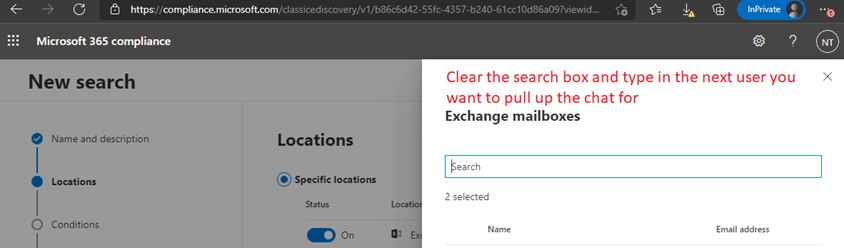 https://compliance.microsoft.com/classicediscovery/v1/b86c6d42-55fc-4357-b240-61cc10d86a09?viewid...
InPrivate
Microsoft 365 compliance
NT
New search
Name and description
Locations
Conditions
Locations
Specific locations
Status
Location
On
Exc
Clear the search box and type in the next user you
want to pull up the chat for
Exchange mailboxes
Search
2 selected
Name
Email address